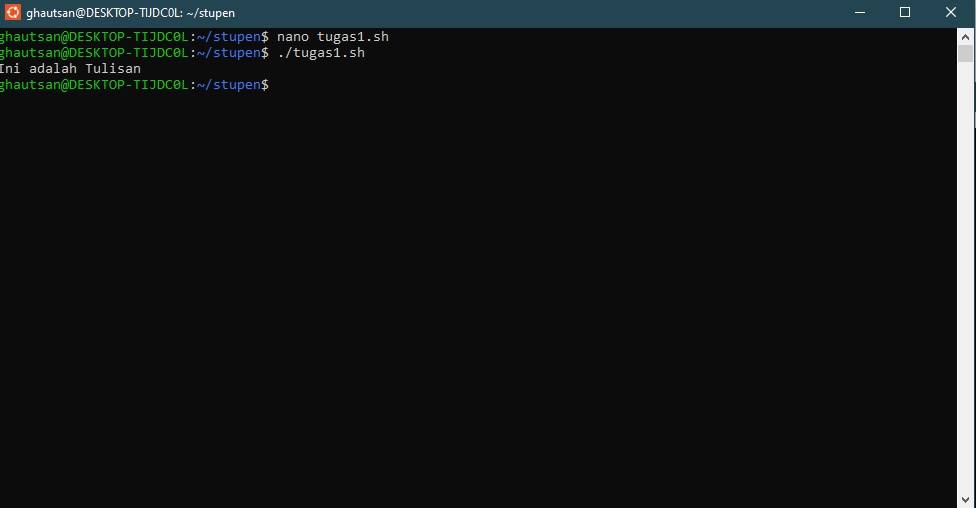 ghautsan@DESKTOP-TIJDC0L: ~/stupen
ghautsan@DESKTOP-TIJDC0L:~/stupen$ nano tugas1.sh
ghautsan@DESKTOP-TIJDC0L:~/stupen$ ./tugas1.sh
Ini adalah Tulisan
ghautsan@DESKTOP-TIJDC0L:~/stupen$